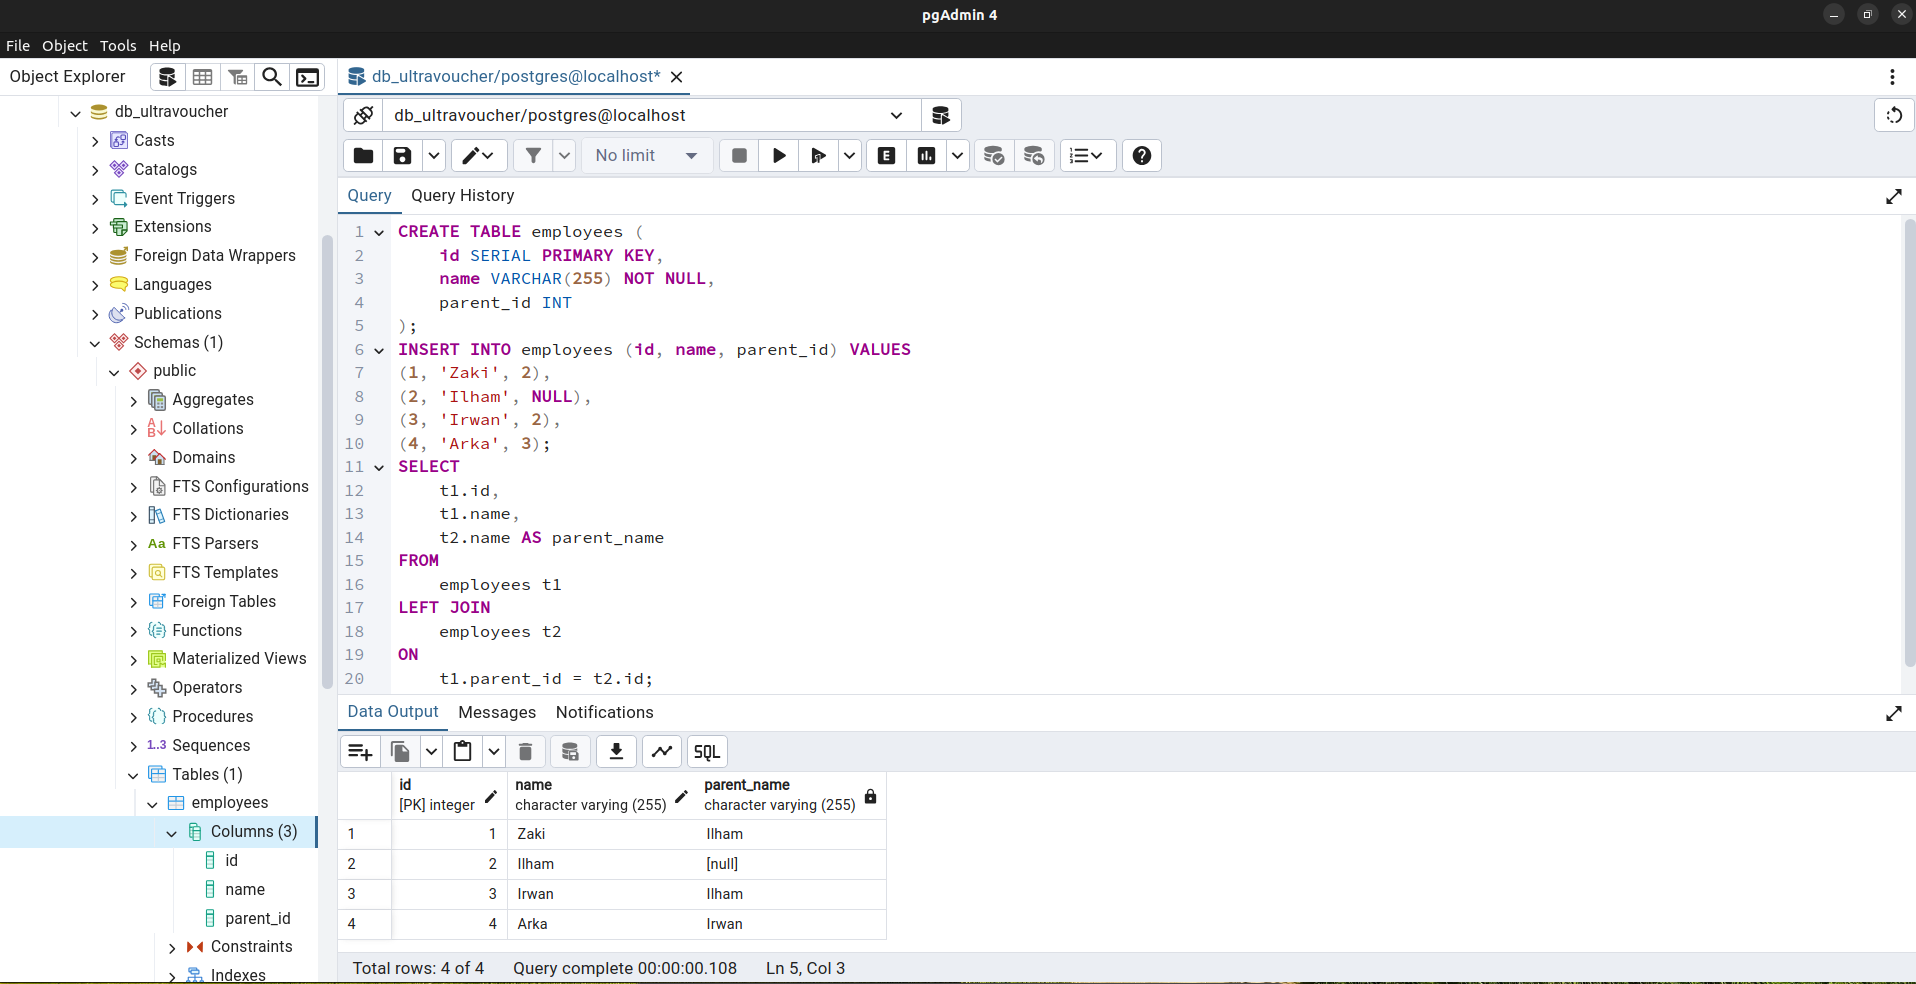 pgAdmin 4
File Object Tools Help
Object Explorer
db_ultravoucher/postgres@localhost*
db_ultravoucher
Casts
Catalogs
Event Triggers
Extensions
Foreign Data Wrappers
Languages
Publications
Schemas (1)
public
Aggregates
Collations
Domains
FTS Configurations
FTS Dictionaries
Aa FTS Parsers
FTS Templates
Foreign Tables
Functions
Materialized Views
Operators
Procedures
1..3 Sequences
Tables (1)
employees
Columns (3)
id
name
parent_id
Constraints
Indexes
db_ultravoucher/postgres@localhost
No limit
E
Query Query History
1 CREATE TABLE employees (
2 id SERIAL PRIMARY KEY,
3 name VARCHAR(255) NOT NULL,
4 parent_id INT
5 );
6 INSERT INTO employees (id, name, parent_id) VALUES
7 (1, 'Zaki', 2),
8 (2, 'Ilham', NULL),
9 (3, 'Irwan', 2),
10 (4, 'Arka', 3);
11 SELECT
12 t1.id,
13 t1.name,
14 t2.name AS parent_name
15 FROM
16 employees t1
17 LEFT JOIN
18 employees t2
19 ON
20 t1.parent_id = t2.id;
Data Output Messages Notifications
SQL
id name parent_name
[PK] integer character varying (255) character varying (255)
1 1 Zaki Ilham
2 2 Ilham [null]
3 3 Irwan Ilham
4 4 Arka Irwan
Total rows: 4 of 4 Query complete 00:00:00.108 Ln 5, Col 3